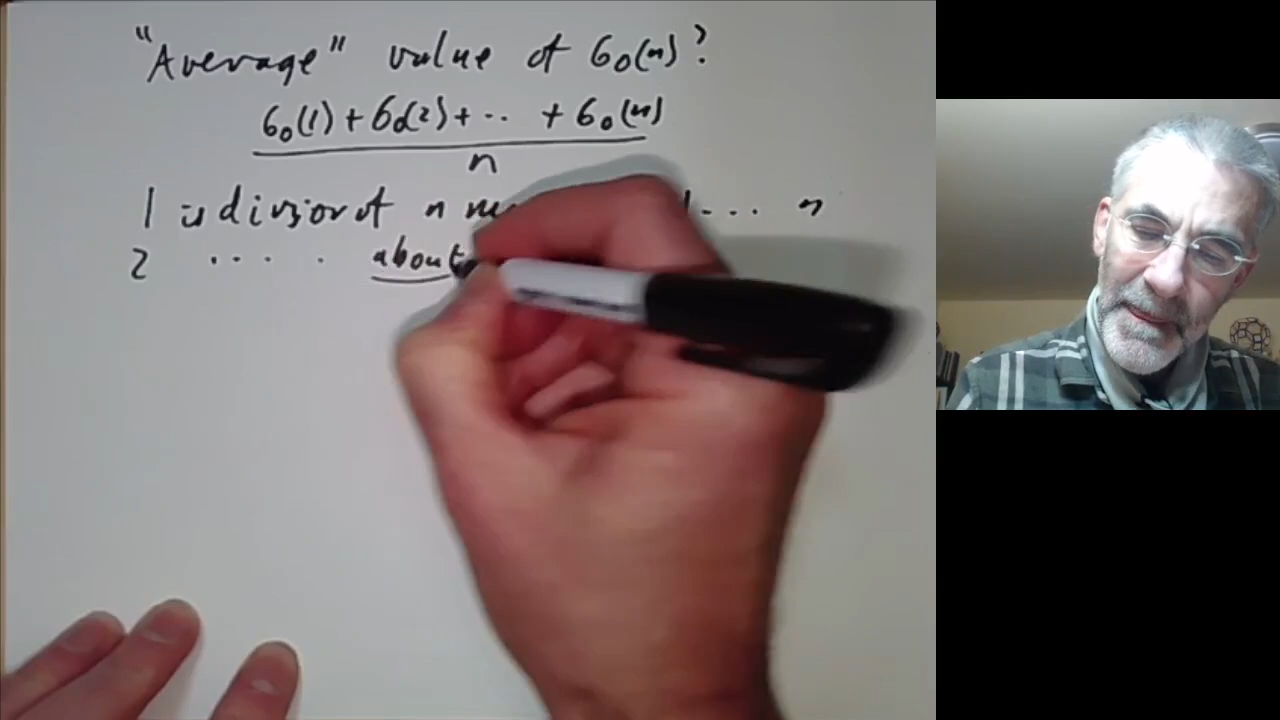 "Average" value of σ₀(n)?
σ₀(1) + σ₀(2) + ·· + σ₀(n)
n
1 is divisor of n ... n
2 .... about